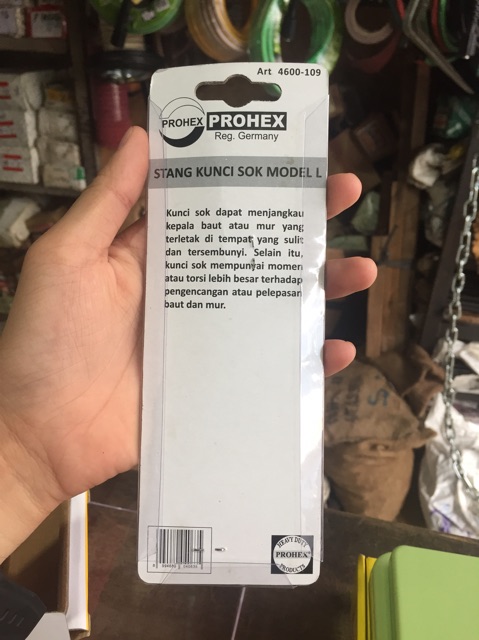 Art 4600-109
PROHEX PROHEX
Reg. Germany
STANG KUNCI SOK MODEL L
Kunci sok dapat menjangkau
kepala baut atau mur yang
terletak di tempat yang sulit
dan tersembunyi. Selain itu,
kunci sok mempunyai momen
atau torsi lebih besar terhadap
pengencangan atau pelepasan
baut dan mur.
HEAVY DUTY
PROHEX
PRODUCTS